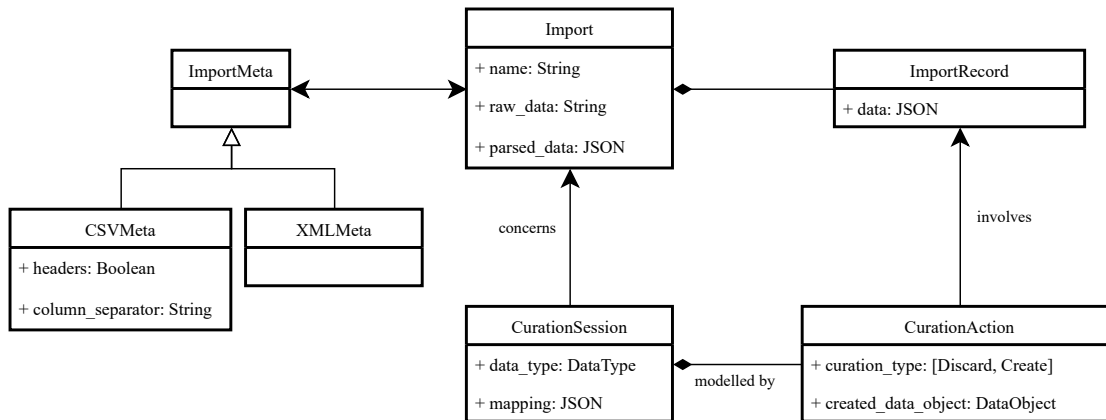 Import
+ name: String
+ raw_data: String
+ parsed_data: JSON
ImportMeta
ImportRecord
+ data: JSON
CSVMeta
+ headers: Boolean
+ column_separator: String
XMLMeta
concerns
involves
CurationSession
+ data_type: DataType
+ mapping: JSON
modelled by
CurationAction
+ curation_type: [Discard, Create]
+ created_data_object: DataObject